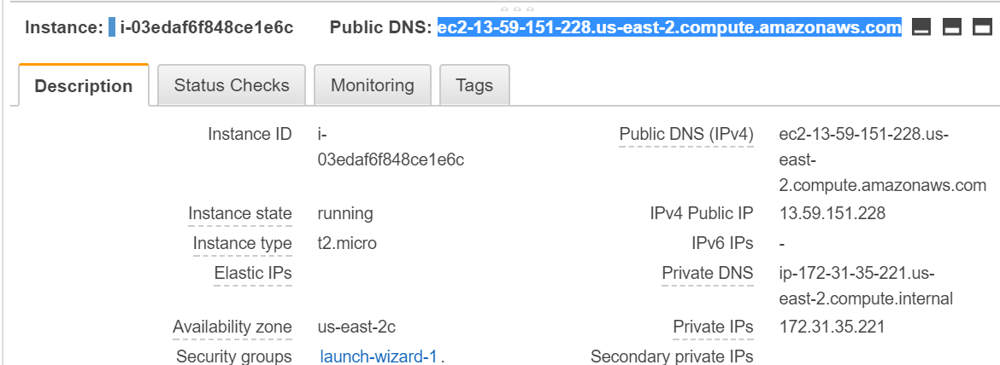 Instance: i-03edaf6f848ce1e6c Public DNS: ec2-13-59-151-228.us-east-2.compute.amazonaws.com
Description Status Checks Monitoring Tags
Instance ID i- Public DNS (IPv4) ec2-13-59-151-228.us-
03edaf6f848ce1e6c east-
2.compute.amazonaws.com
Instance state running IPv4 Public IP 13.59.151.228
Instance type t2.micro IPv6 IPs -
Elastic IPs Private DNS ip-172-31-35-221.us-
east-2.compute.internal
Availability zone us-east-2c Private IPs 172.31.35.221
Security groups launch-wizard-1 . Secondary private IPs